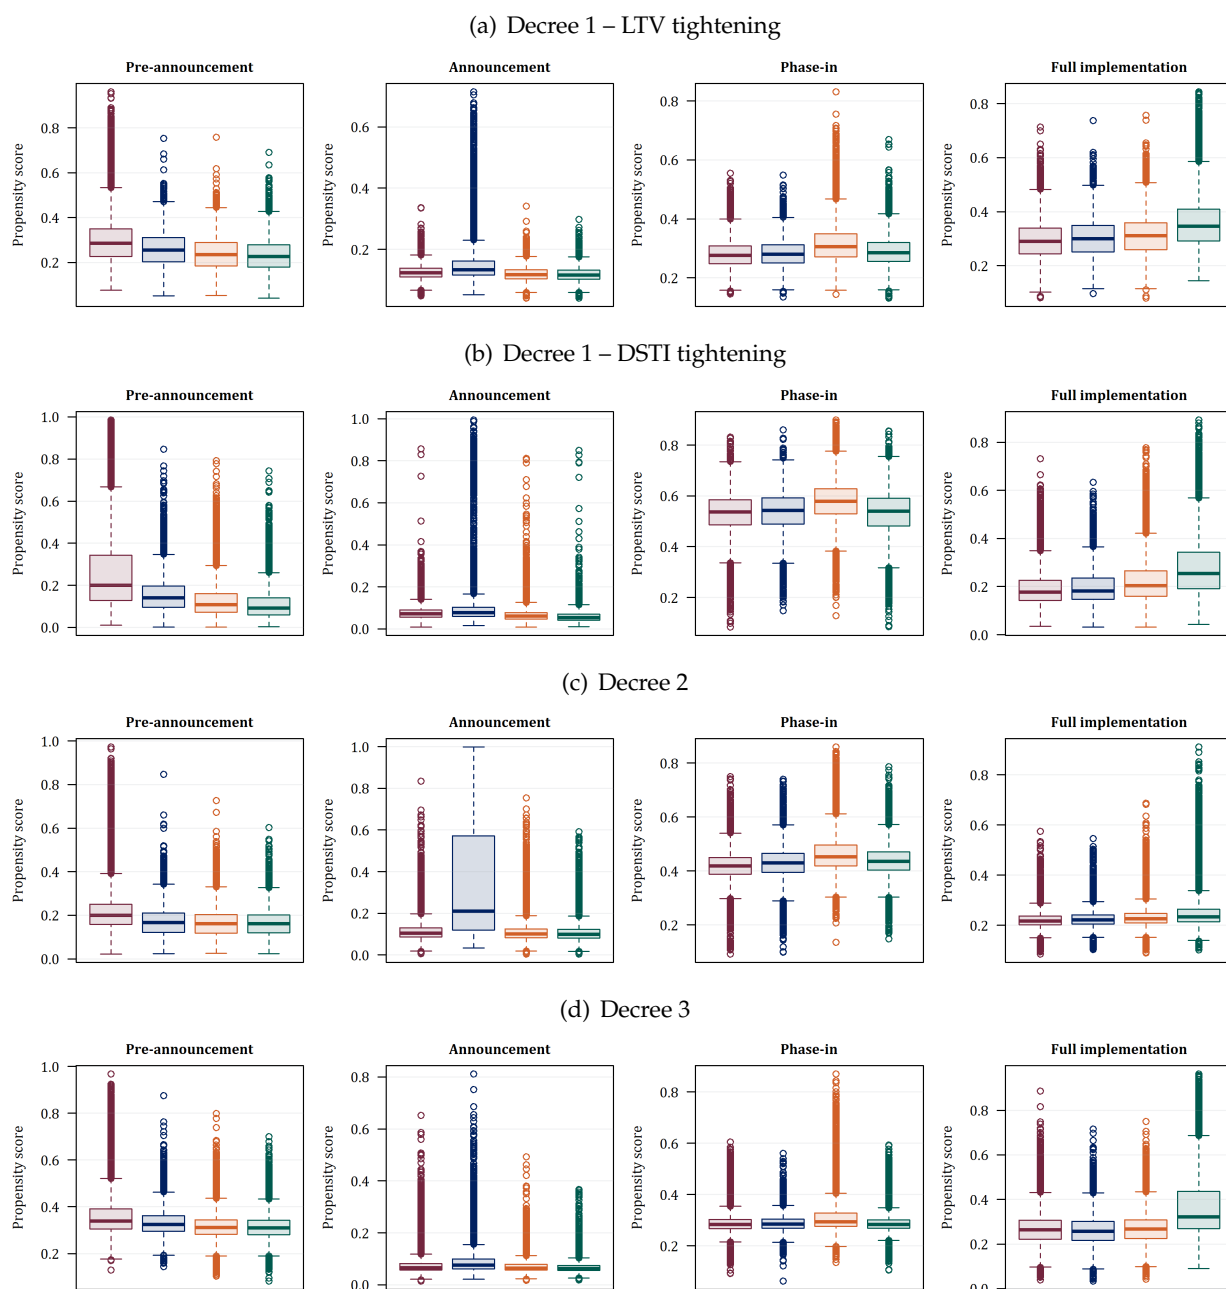 (a) Decree 1 – LTV tightening
Pre-announcement Announcement Phase-in Full implementation
Propensity score Propensity score Propensity score Propensity score
0.8 0.6 0.4 0.2
0.6 0.4 0.2
0.8 0.6 0.4 0.2
0.8 0.6 0.4 0.2
(b) Decree 1 – DSTI tightening
Pre-announcement Announcement Phase-in Full implementation
Propensity score Propensity score Propensity score Propensity score
1.0 0.8 0.6 0.4 0.2 0.0
1.0 0.8 0.6 0.4 0.2 0.0
0.8 0.6 0.4 0.2
0.8 0.6 0.4 0.2 0.0
(c) Decree 2
Pre-announcement Announcement Phase-in Full implementation
Propensity score Propensity score Propensity score Propensity score
1.0 0.8 0.6 0.4 0.2 0.0
1.0 0.8 0.6 0.4 0.2 0.0
0.8 0.6 0.4 0.2
0.8 0.6 0.4 0.2
(d) Decree 3
Pre-announcement Announcement Phase-in Full implementation
Propensity score Propensity score Propensity score Propensity score
1.0 0.8 0.6 0.4 0.2
0.8 0.6 0.4 0.2 0.0
0.8 0.6 0.4 0.2
0.8 0.6 0.4 0.2 0.0